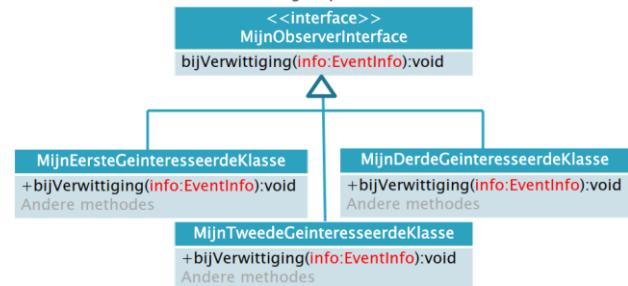 <<interface>>
MijnObserverInterface
bijVerwittiging(info:EventInfo):void
MijnEersteGeinteresseerdeKlasse
+bijVerwittiging(info:EventInfo):void
Andere methodes
MijnDerdeGeinteresseerdeKlasse
+bijVerwittiging(info:EventInfo):void
Andere methodes
MijnTweedeGeinteresseerdeKlasse
+bijVerwittiging(info:EventInfo):void
Andere methodes